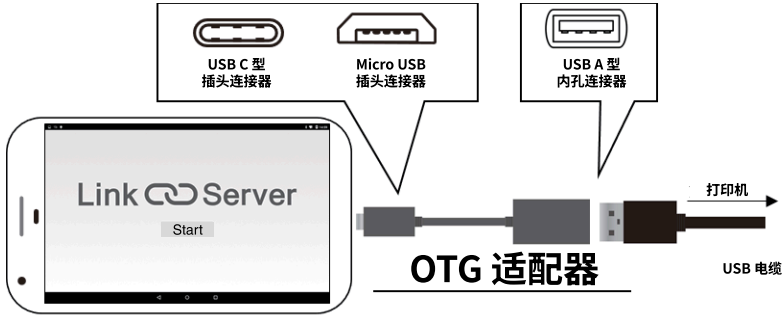 USB C 型
插头连接器
Micro USB
插头连接器
USB A 型
内孔连接器
Link Server
Start
打印机
OTG 适配器
USB 电缆